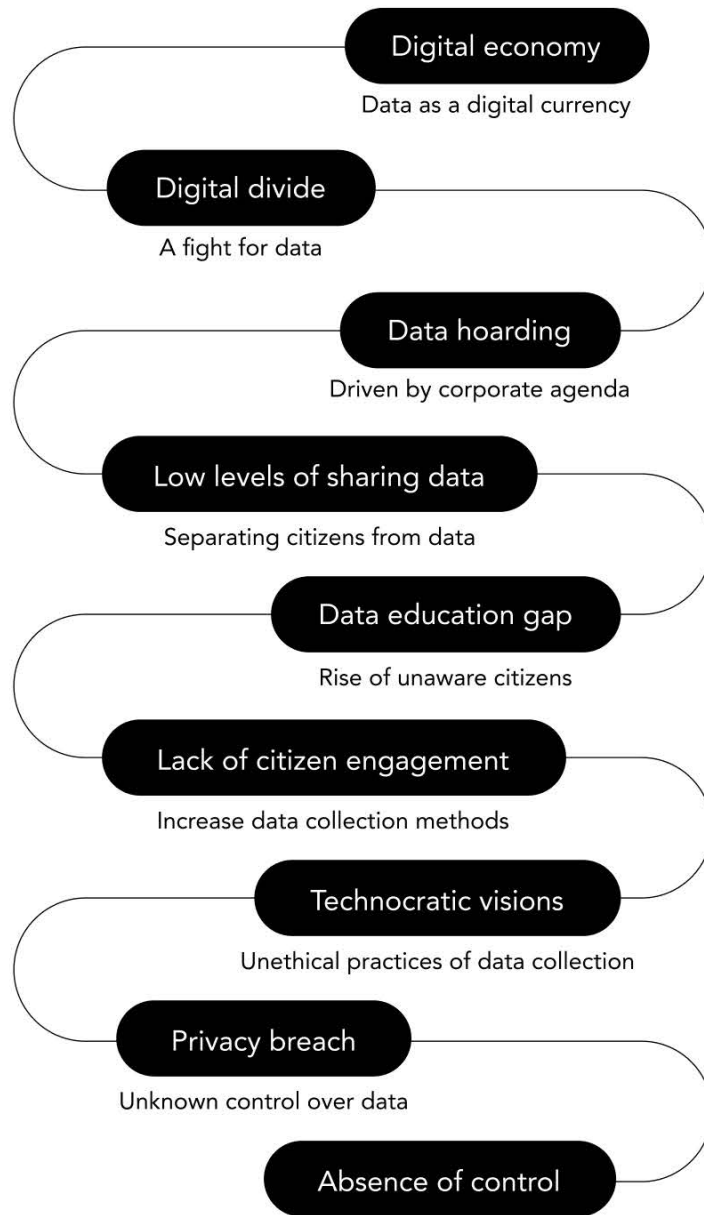 Digital economy
Data as a digital currency
Digital divide
A fight for data
Data hoarding
Driven by corporate agenda
Low levels of sharing data
Separating citizens from data
Data education gap
Rise of unaware citizens
Lack of citizen engagement
Increase data collection methods
Technocratic visions
Unethical practices of data collection
Privacy breach
Unknown control over data
Absence of control